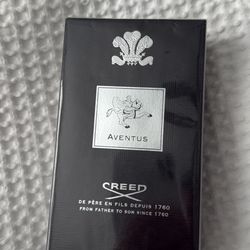 AVENTUS
CREED
DE PÈRE EN FILS DEPUIS 1760
FROM FATHER TO SON SINCE 1760